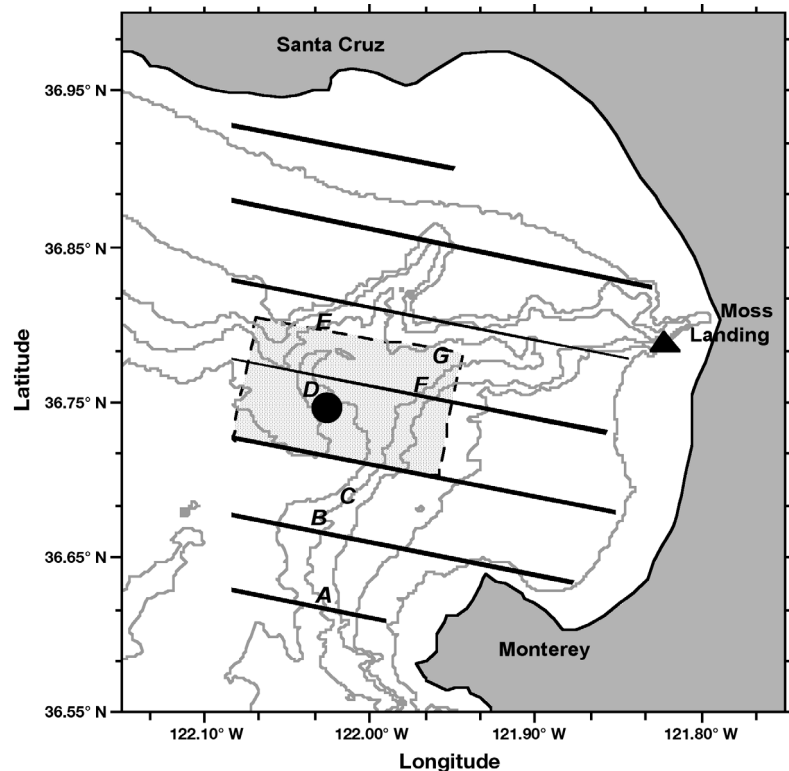 Santa Cruz
36.95° N
36.85° N
E
Moss
Landing
G
Latitude
F
36.75° N
D
C
B
36.65° N
A
Monterey
36.55° N
122.10° W
122.00° W
121.90° W
121.80° W
Longitude